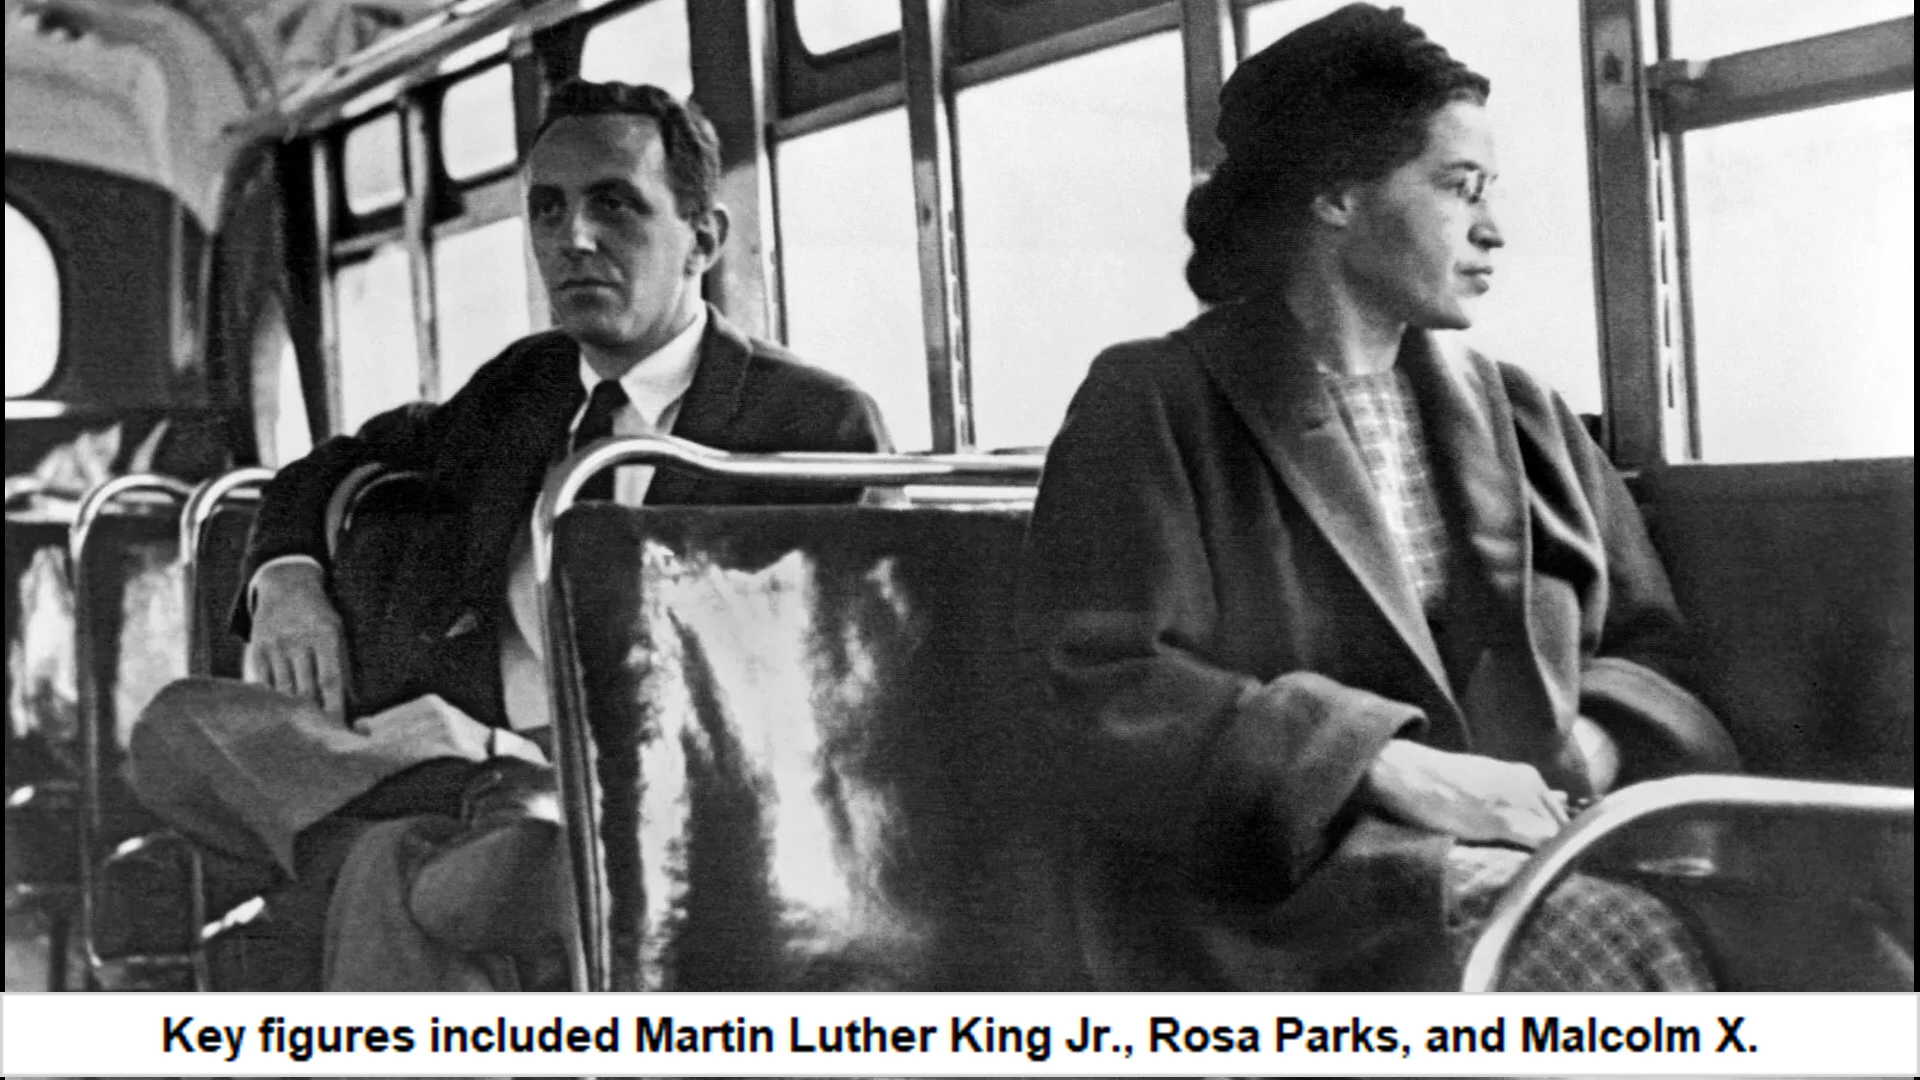 Key figures included Martin Luther King Jr., Rosa Parks, and Malcolm X.